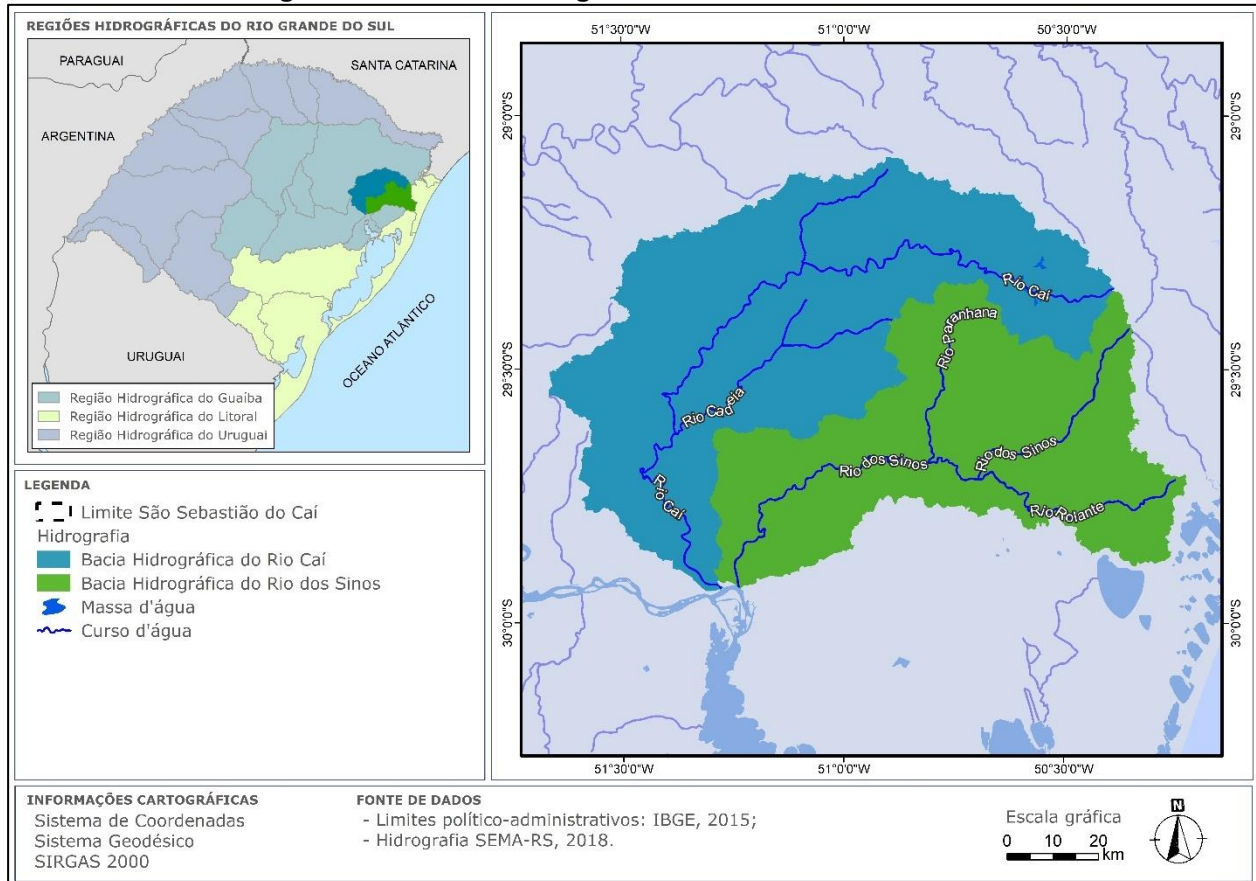 REGIÕES HIDROGRÁFICAS DO RIO GRANDE DO SUL
PARAGUAI
SANTA CATARINA
ARGENTINA
URUGUAI
OCEANO ATLÂNTICO
Região Hidrográfica do Guaíba
Região Hidrográfica do Litoral
Região Hidrográfica do Uruguai
LEGENDA
Limite São Sebastião do Caí
Hidrografia
Bacia Hidrográfica do Rio Caí
Bacia Hidrográfica do Rio dos Sinos
Massa d'água
Curso d'água
51°30'0"W
51°0'0"W
50°30'0"W
29°0'0"S
29°0'0"S
Rio Caí
Rio Paranhana
29°30'0"S
29°30'0"S
Rio Cadeia
Rio dos Sinos
Rio dos Sinos
Rio Caí
Rio Rolante
30°0'0"S
30°0'0"S
51°30'0"W
51°0'0"W
50°30'0"W
INFORMAÇÕES CARTOGRÁFICAS
Sistema de Coordenadas
Sistema Geodésico
SIRGAS 2000
FONTE DE DADOS
- Limites político-administrativos: IBGE, 2015;
- Hidrografia SEMA-RS, 2018.
Escala gráfica
0 10 20
km
N